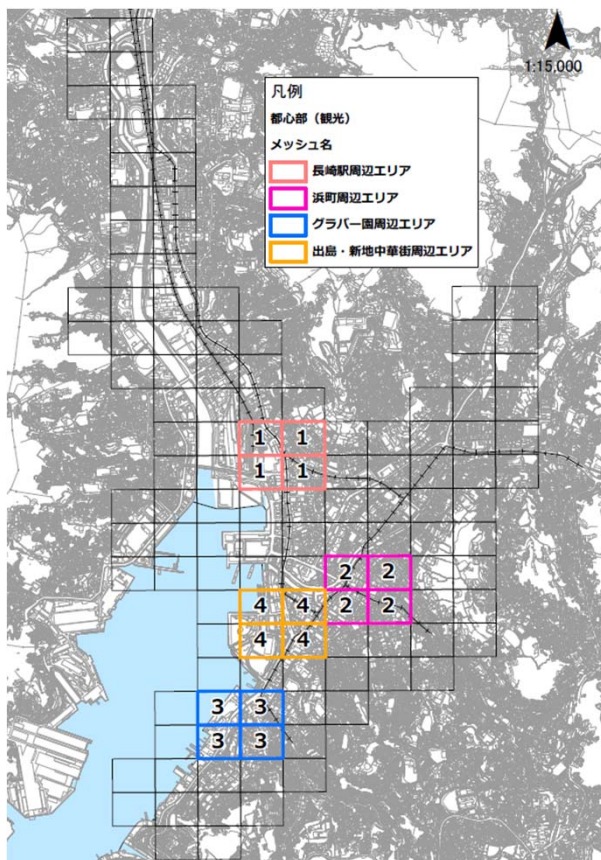 1:15,000
凡例
都心部（観光）
メッシュ名
長崎駅周辺エリア
浜町周辺エリア
グラバー園周辺エリア
出島・新地中華街周辺エリア
1 1
1 1
2 2
4 4 2 2
4 4
3 3
3 3